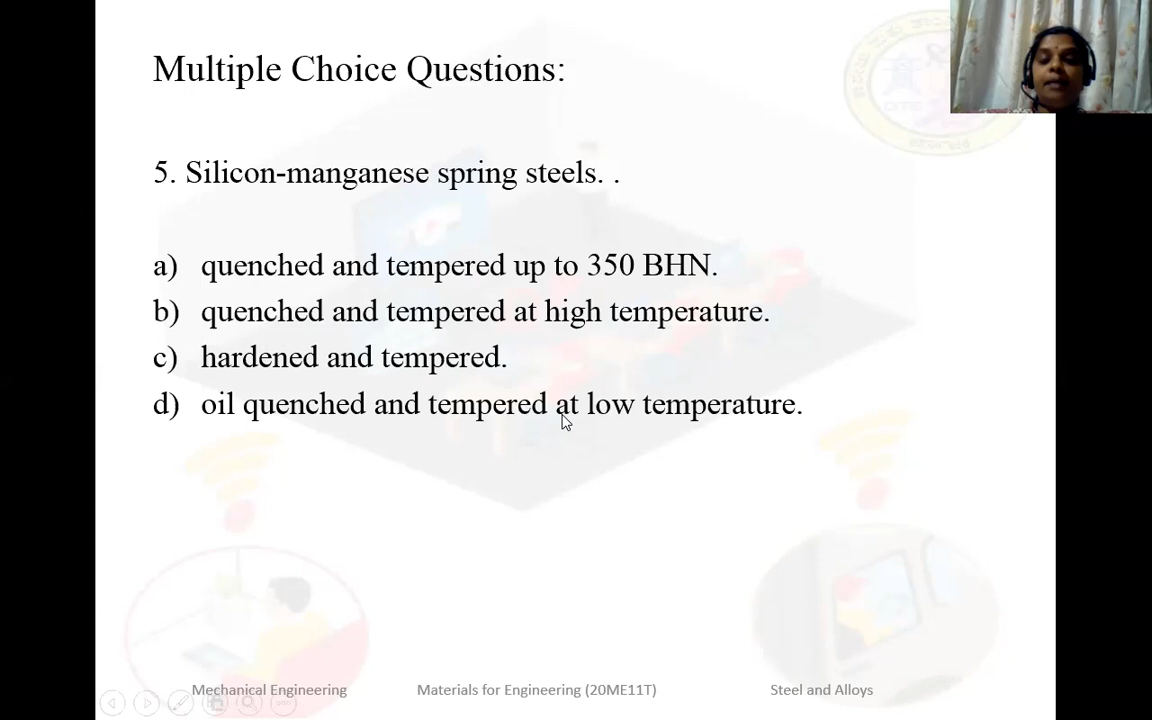 Multiple Choice Questions:
5. Silicon-manganese spring steels. .
a) quenched and tempered up to 350 BHN.
b) quenched and tempered at high temperature.
c) hardened and tempered.
d) oil quenched and tempered at low temperature.
Mechanical Engineering Materials for Engineering (20ME11T) Steel and Alloys